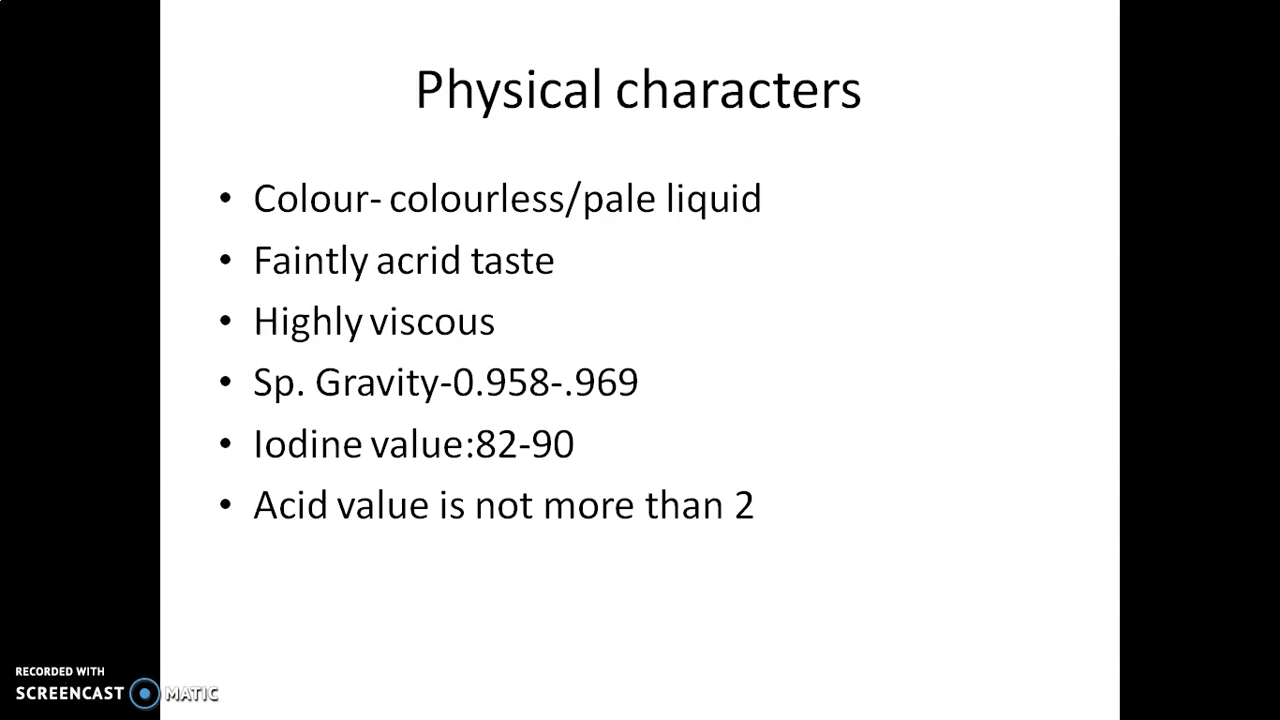 Physical characters
• Colour- colourless/pale liquid
• Faintly acrid taste
• Highly viscous
• Sp. Gravity-0.958-.969
• Iodine value:82-90
• Acid value is not more than 2
RECORDED WITH
SCREENCAST MATIC